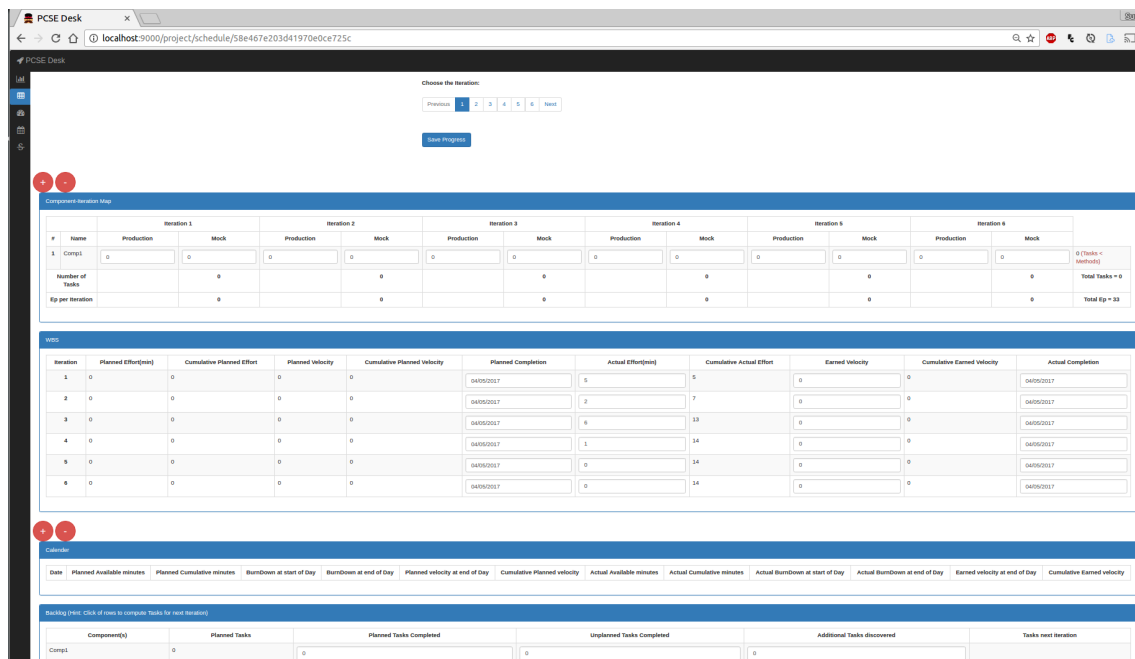 PCSE Desk
localhost:9000/project/schedule/58e467e203d41970e0ce725c
ABP
PCSE Desk
Choose the Iteration:
Previous 1 2 3 4 5 6 Next
Save Progress
+ -
Component-Iteration Map
Iteration 1 Iteration 2 Iteration 3 Iteration 4 Iteration 5 Iteration 6
# Name Production Mock Production Mock Production Mock Production Mock Production Mock Production Mock
1 Comp1 0 0 0 0 0 0 0 0 0 0 0 0 0 (Tasks <
Methods)
Number of
Tasks 0 0 0 0 0 0 Total Tasks = 0
Ep per Iteration 0 0 0 0 0 0 Total Ep = 33
WBS
Iteration Planned Effort(min) Cumulative Planned Effort Planned Velocity Cumulative Planned Velocity Planned Completion Actual Effort(min) Cumulative Actual Effort Earned Velocity Cumulative Earned Velocity Actual Completion
1 0 0 0 0 04/05/2017 5 5 0 0 04/05/2017
2 0 0 0 0 04/05/2017 2 7 0 0 04/05/2017
3 0 0 0 0 04/05/2017 6 13 0 0 04/05/2017
4 0 0 0 0 04/05/2017 1 14 0 0 04/05/2017
5 0 0 0 0 04/05/2017 0 14 0 0 04/05/2017
6 0 0 0 0 04/05/2017 0 14 0 0 04/05/2017
+ -
Calender
Date Planned Available minutes Planned Cumulative minutes BurnDown at start of Day BurnDown at end of Day Planned velocity at end of Day Cumulative Planned velocity Actual Available minutes Actual Cumulative minutes Actual BurnDown at start of Day Actual BurnDown at end of Day Earned velocity at end of Day Cumulative Earned velocity
Backlog (Hint: Click of rows to compute Tasks for next Iteration)
Component(s) Planned Tasks Planned Tasks Completed Unplanned Tasks Completed Additional Tasks discovered Tasks next iteration
Comp1 0 0 0 0